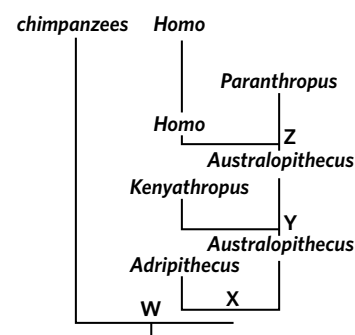 chimpanzees Homo
Paranthropus
Homo
Z
Australopithecus
Kenyathropus
Y
Australopithecus
Adripithecus
X
W